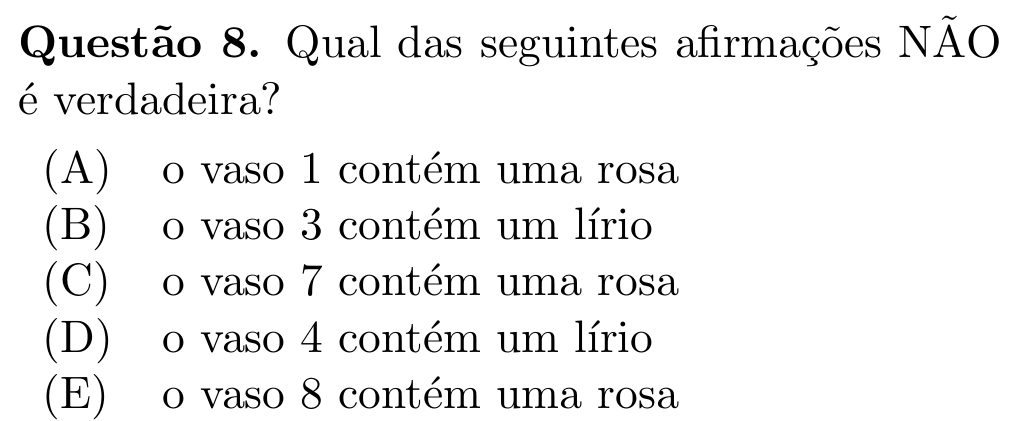 Questão 8. Qual das seguintes afirmações NÃO
é verdadeira?
(A) o vaso 1 contém uma rosa
(B) o vaso 3 contém um lírio
(C) o vaso 7 contém uma rosa
(D) o vaso 4 contém um lírio
(E) o vaso 8 contém uma rosa